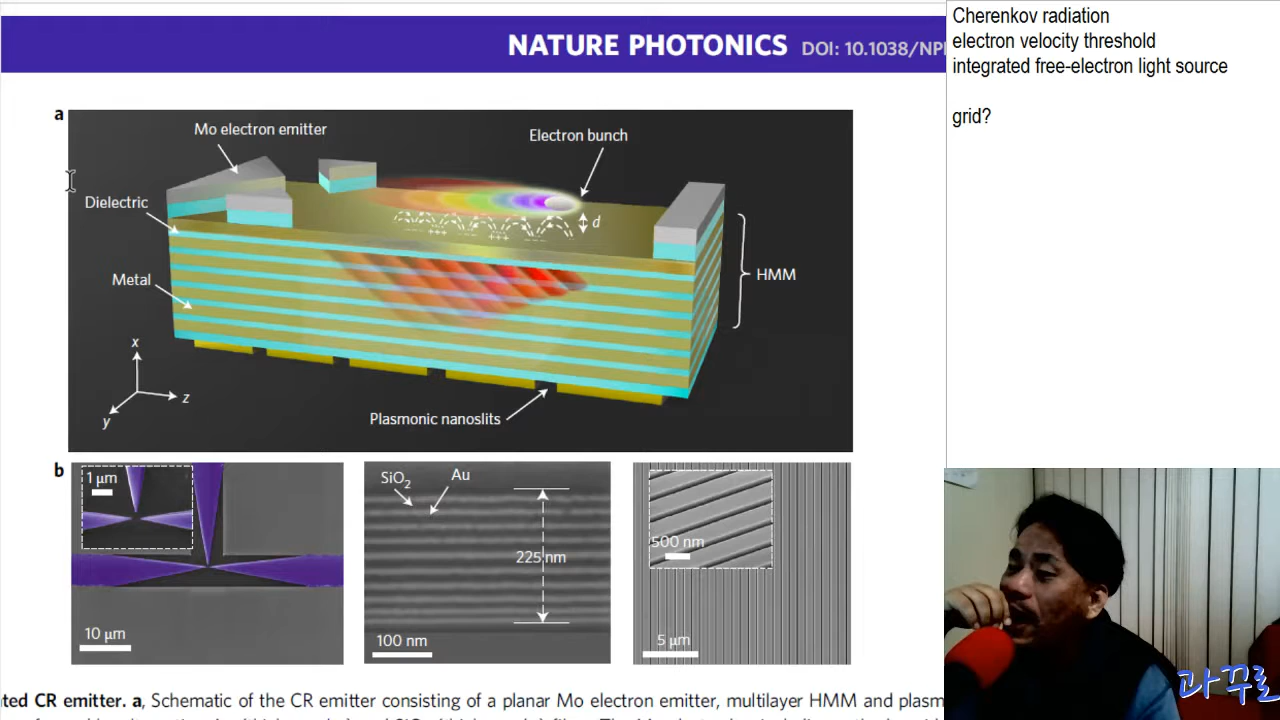 NATURE PHOTONICS DOI: 10.1038/NP
Cherenkov radiation
electron velocity threshold
integrated free-electron light source
grid?
a
Mo electron emitter
Electron bunch
Dielectric
d
Metal
HMM
x
z
y
Plasmonic nanoslits
b
1 µm
10 µm
SiO2
Au
225 nm
100 nm
500 nm
5 µm
ted CR emitter. a, Schematic of the CR emitter consisting of a planar Mo electron emitter, multilayer HMM and plasm
과꾸로